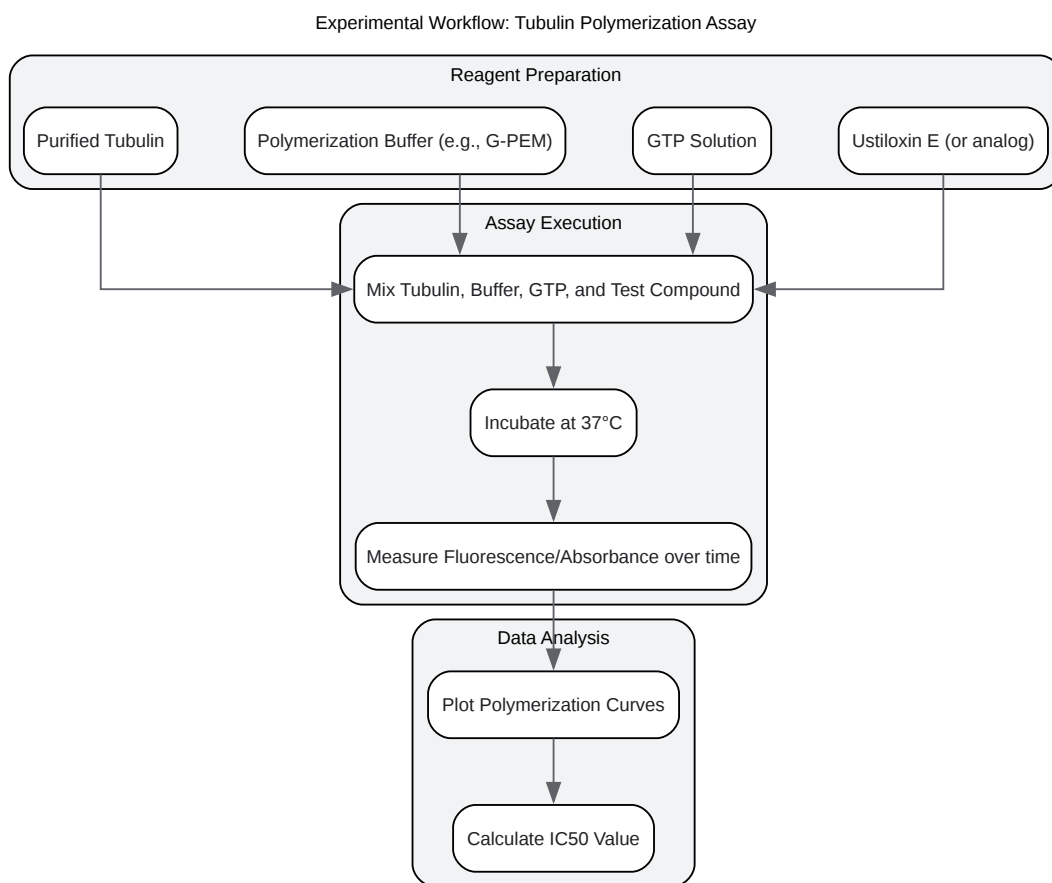 Experimental Workflow: Tubulin Polymerization Assay
Reagent Preparation
Purified Tubulin
Polymerization Buffer (e.g., G-PEM)
GTP Solution
Ustiloxin E (or analog)
Assay Execution
Mix Tubulin, Buffer, GTP, and Test Compound
Incubate at 37°C
Measure Fluorescence/Absorbance over time
Data Analysis
Plot Polymerization Curves
Calculate IC50 Value